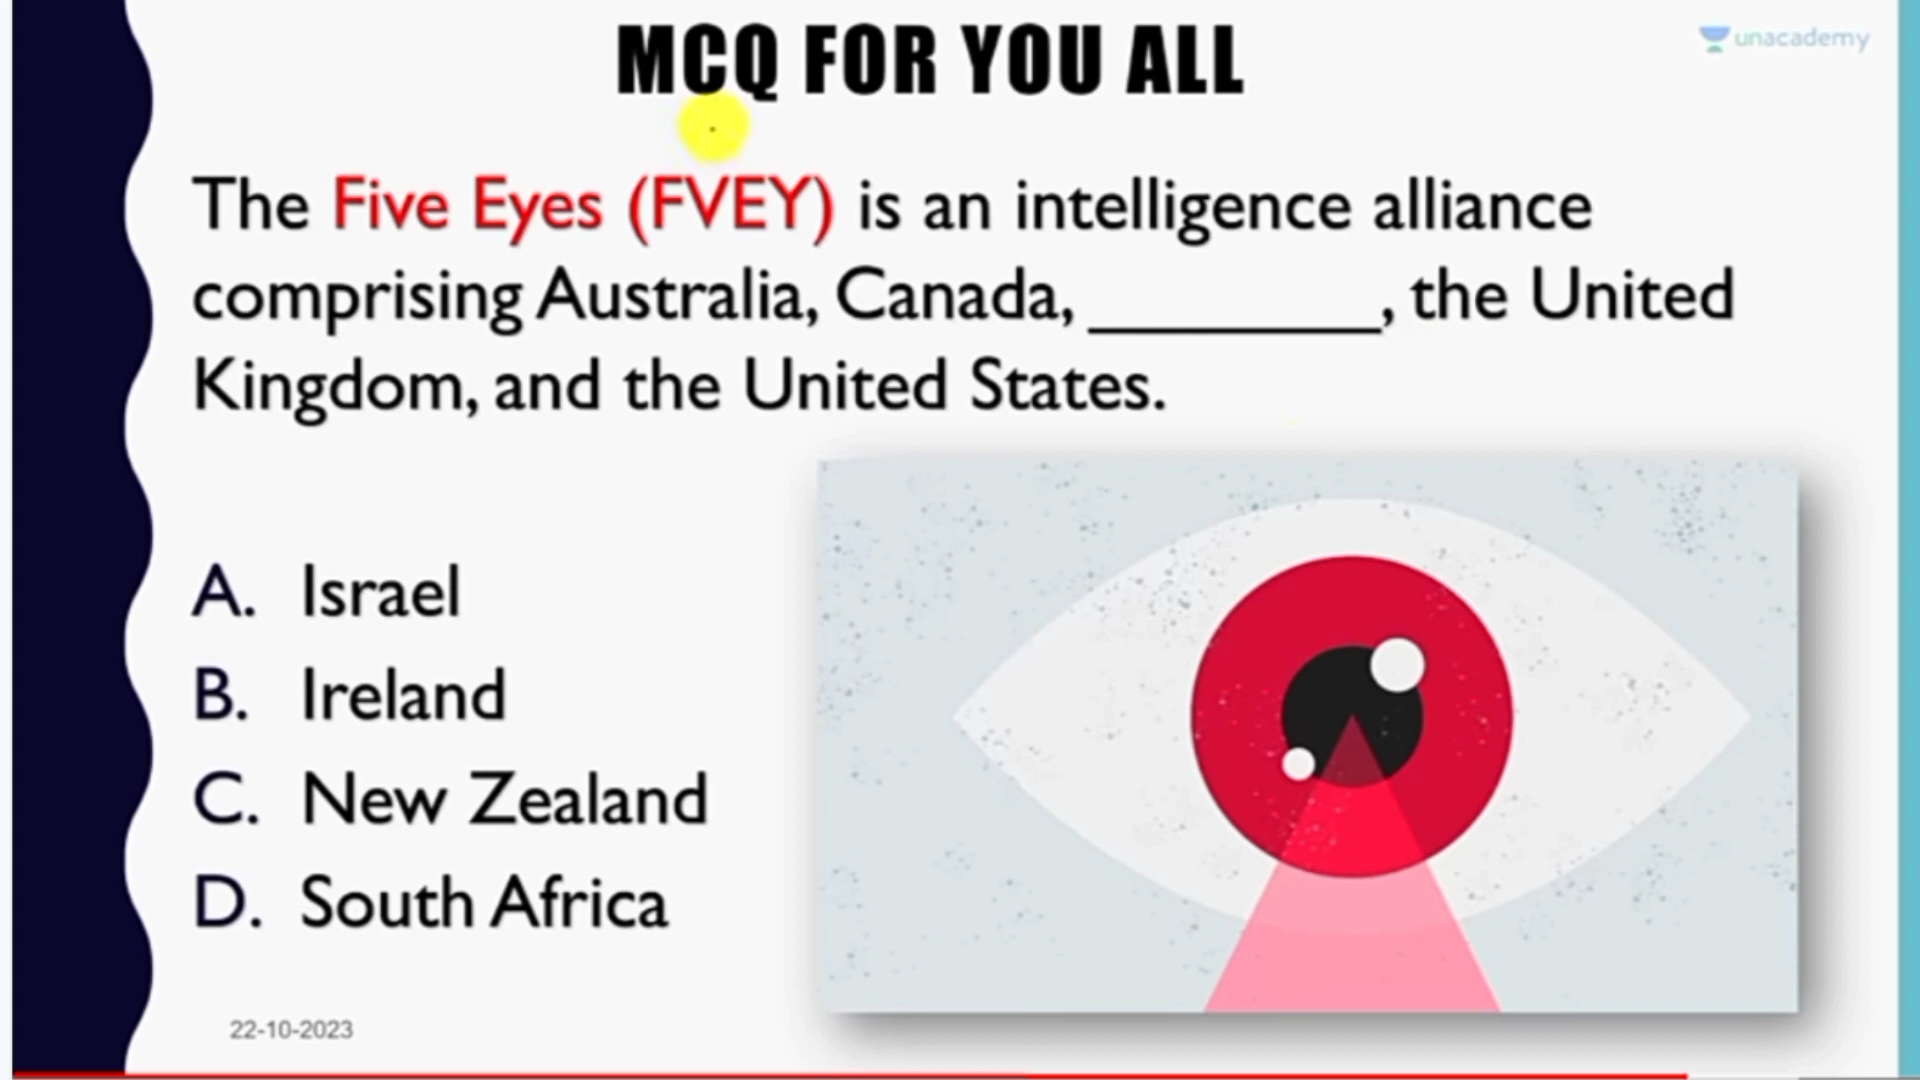 MCQ FOR YOU ALL
unacademy
The Five Eyes (FVEY) is an intelligence alliance
comprising Australia, Canada, ________, the United
Kingdom, and the United States.
A. Israel
B. Ireland
C. New Zealand
D. South Africa
22-10-2023